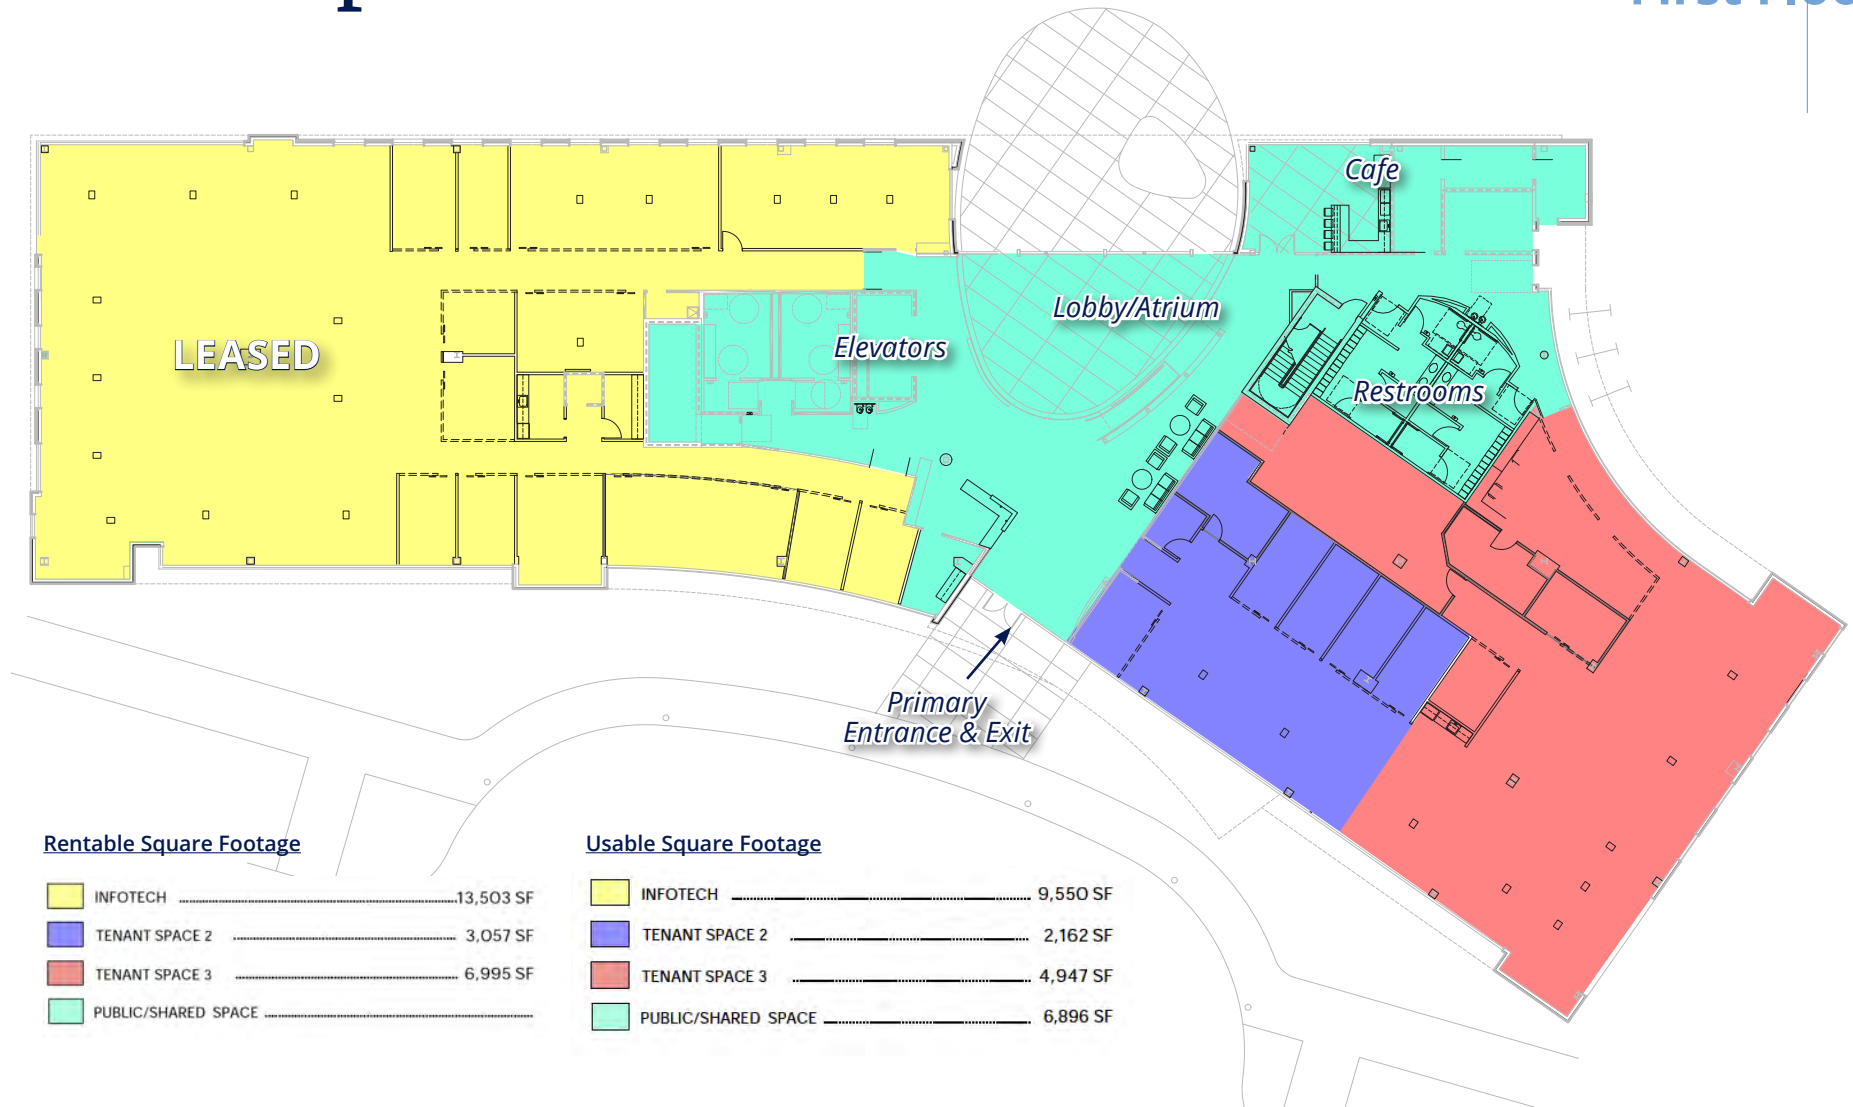 Cafe
Lobby/Atrium
Elevators
LEASED
Restrooms
Primary
Entrance & Exit
Rentable Square Footage
INFOTECH 13,503 SF
TENANT SPACE 2 3,057 SF
TENANT SPACE 3 6,995 SF
PUBLIC/SHARED SPACE
Usable Square Footage
INFOTECH 9,550 SF
TENANT SPACE 2 2,162 SF
TENANT SPACE 3 4,947 SF
PUBLIC/SHARED SPACE 6,896 SF